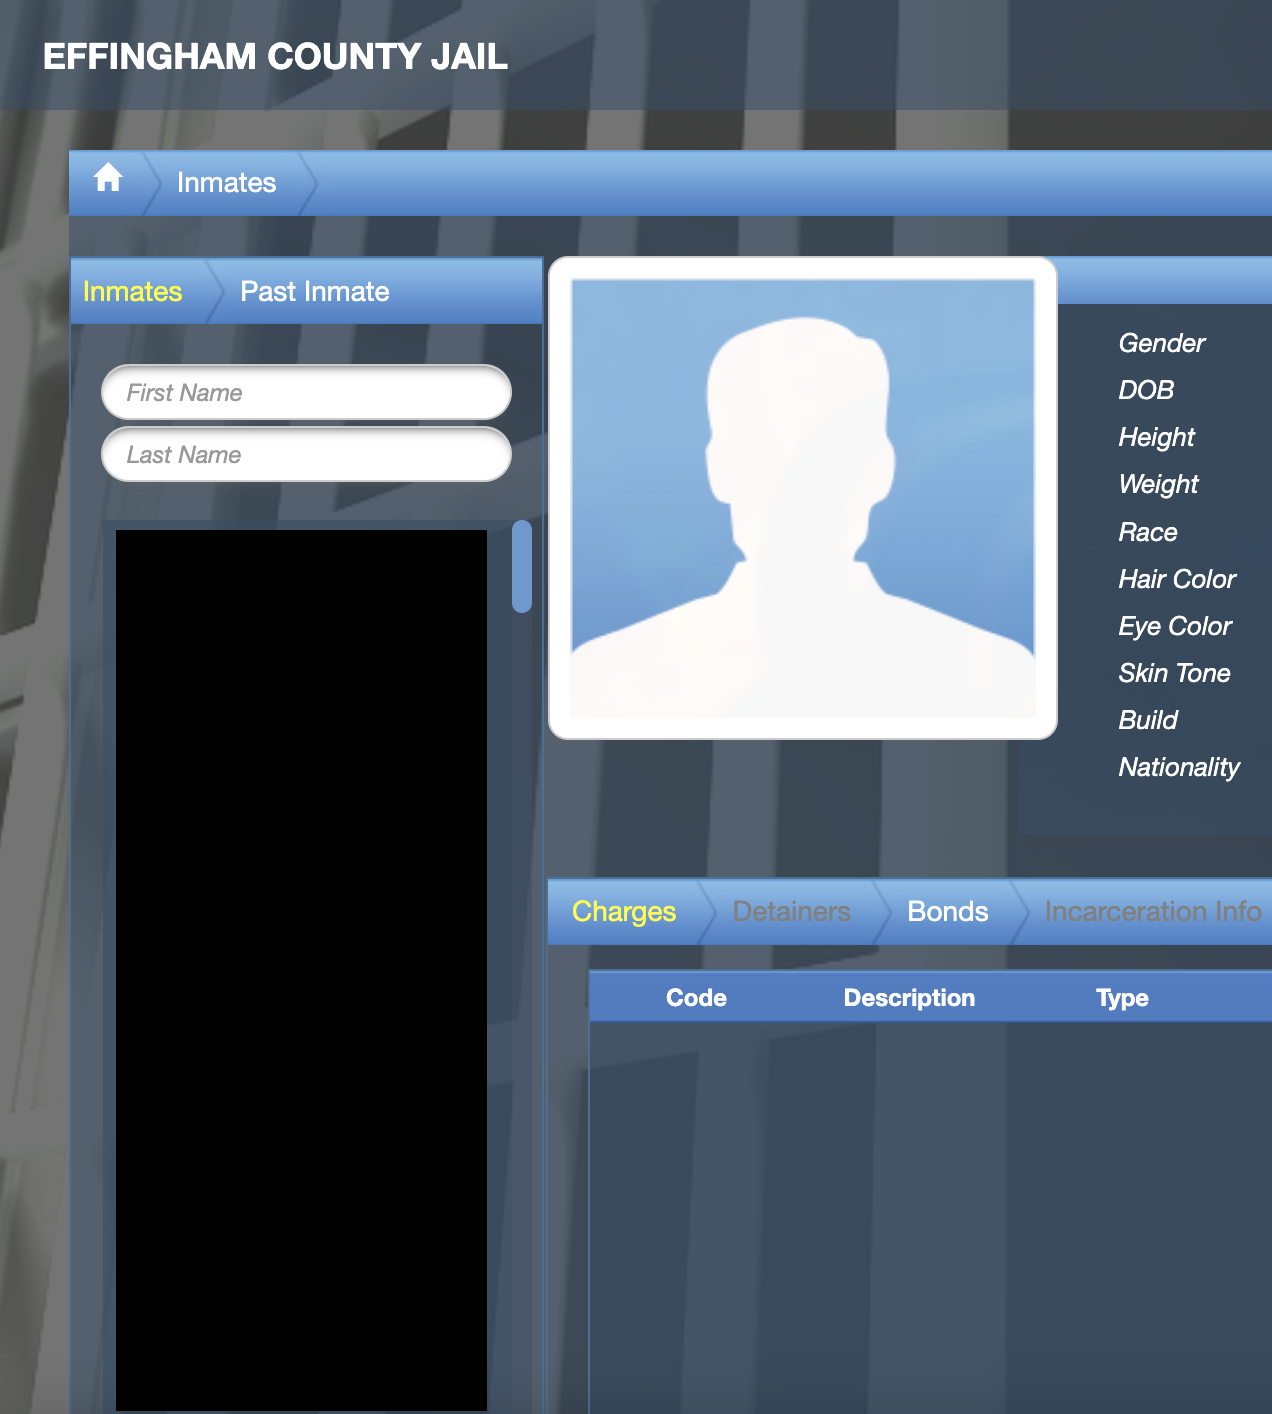 EFFINGHAM COUNTY JAIL
Inmates
Inmates Past Inmate
First Name
Last Name
Gender
DOB
Height
Weight
Race
Hair Color
Eye Color
Skin Tone
Build
Nationality
Charges Detainers Bonds Incarceration Info
Code Description Type